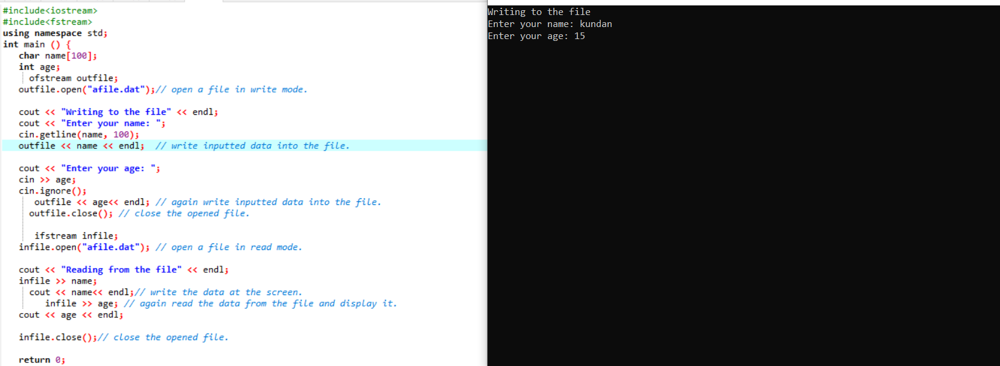 #include<iostream>
#include<fstream>
using namespace std;
int main () {
char name[100];
int age;
ofstream outfile;
outfile.open("afile.dat");// open a file in write mode.
cout << "Writing to the file" << endl;
cout << "Enter your name: ";
cin.getline(name, 100);
outfile << name << endl;  // write inputted data into the file.
cout << "Enter your age: ";
cin >> age;
cin.ignore();
outfile << age<< endl; // again write inputted data into the file.
outfile.close(); // close the opened file.
ifstream infile;
infile.open("afile.dat"); // open a file in read mode.
cout << "Reading from the file" << endl;
infile >> name;
cout << name<< endl;// write the data at the screen.
infile >> age; // again read the data from the file and display it.
cout << age << endl;
infile.close();// close the opened file.
return 0;
Writing to the file
Enter your name: kundan
Enter your age: 15